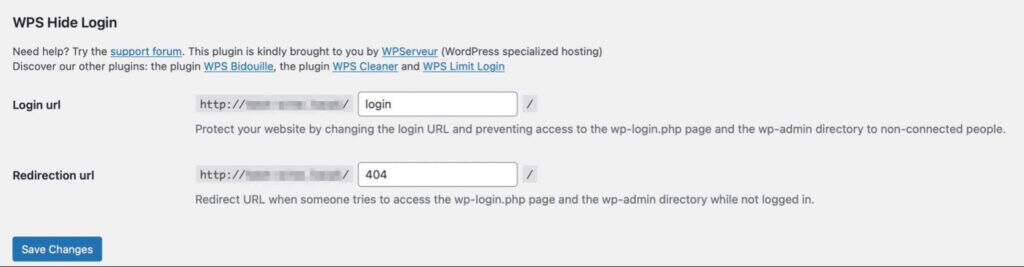 WPS Hide Login
Need help? Try the support forum. This plugin is kindly brought to you by WPServeur (WordPress specialized hosting)
Discover our other plugins: the plugin WPS Bidouille, the plugin WPS Cleaner and WPS Limit Login
Login url http:// / login /
Protect your website by changing the login URL and preventing access to the wp-login.php page and the wp-admin directory to non-connected people.
Redirection url http:// / 404 /
Redirect URL when someone tries to access the wp-login.php page and the wp-admin directory while not logged in.
Save Changes